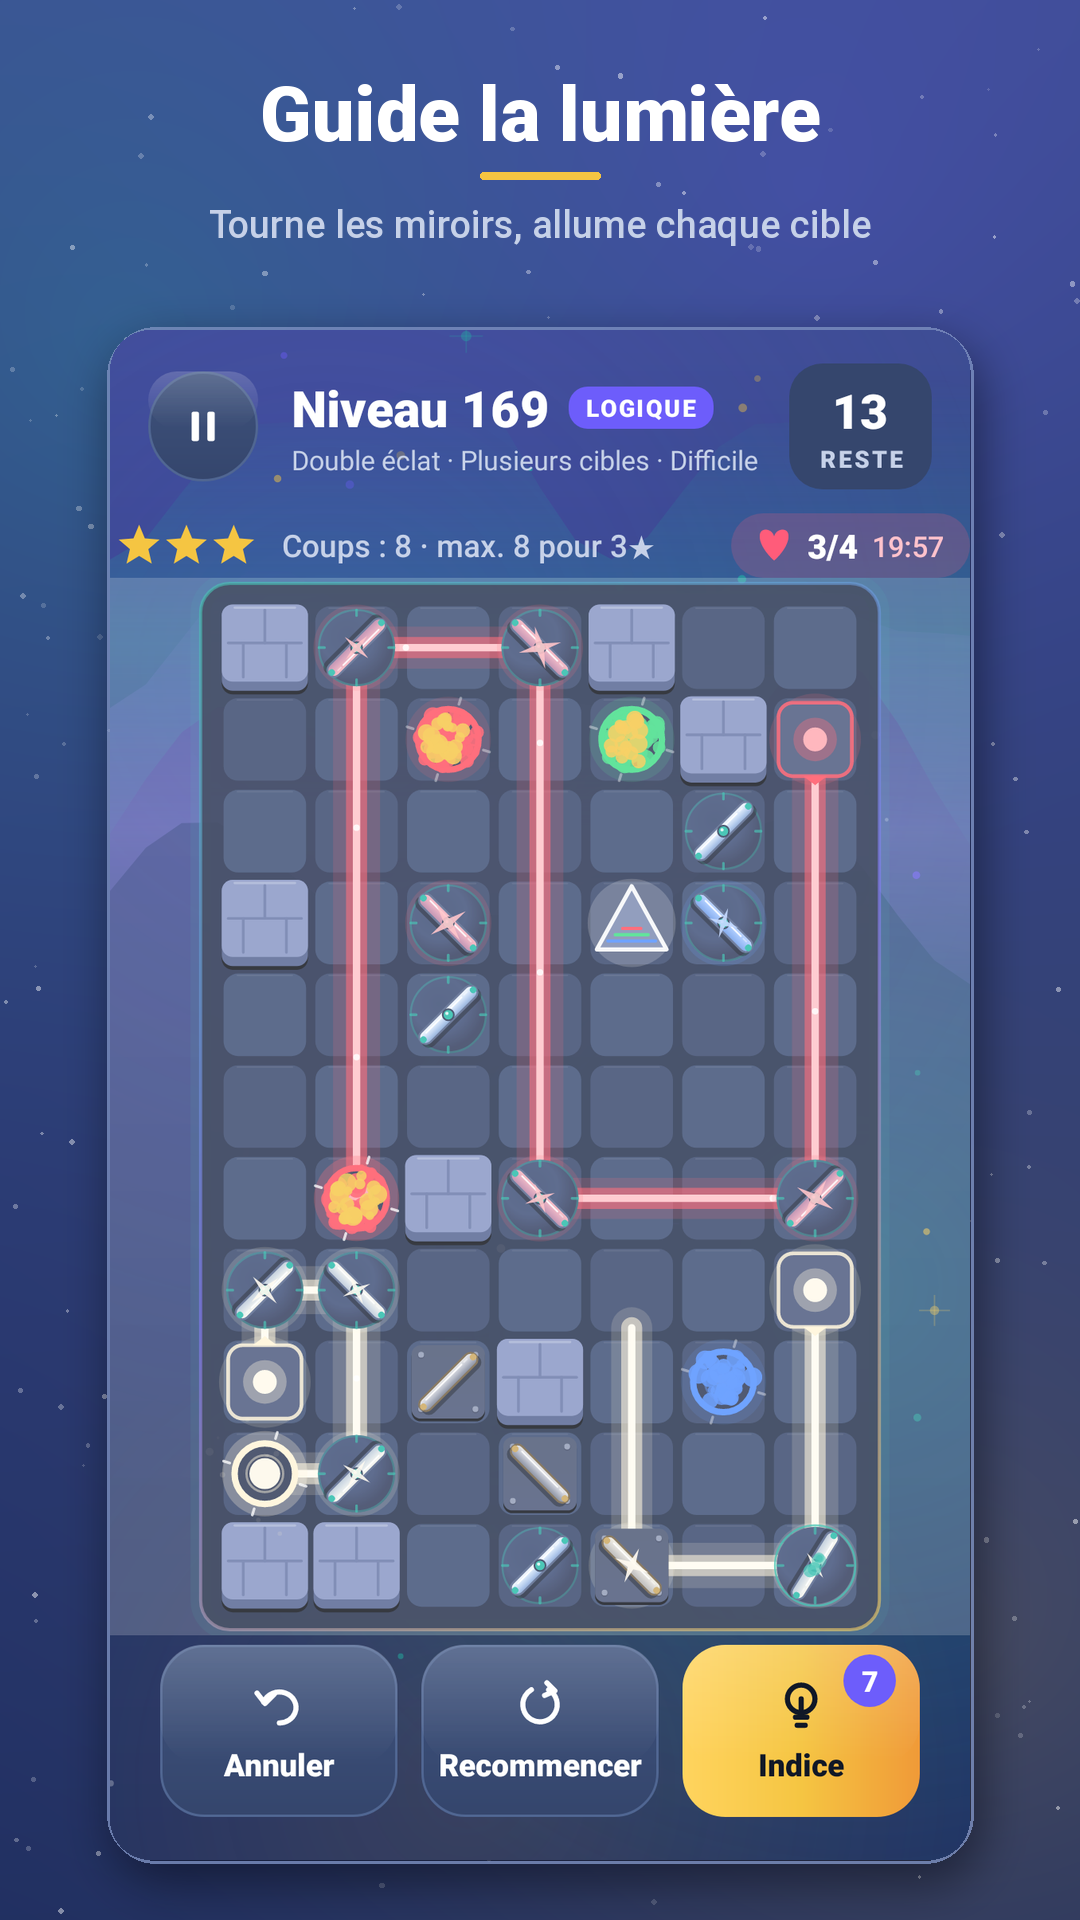 Guide la lumière
Tourne les miroirs, allume chaque cible
Niveau 169 LOGIQUE
Double éclat · Plusieurs cibles · Difficile
13
RESTE
Coups : 8 · max. 8 pour 3★
3/4 19:57
Annuler
Recommencer
7
Indice